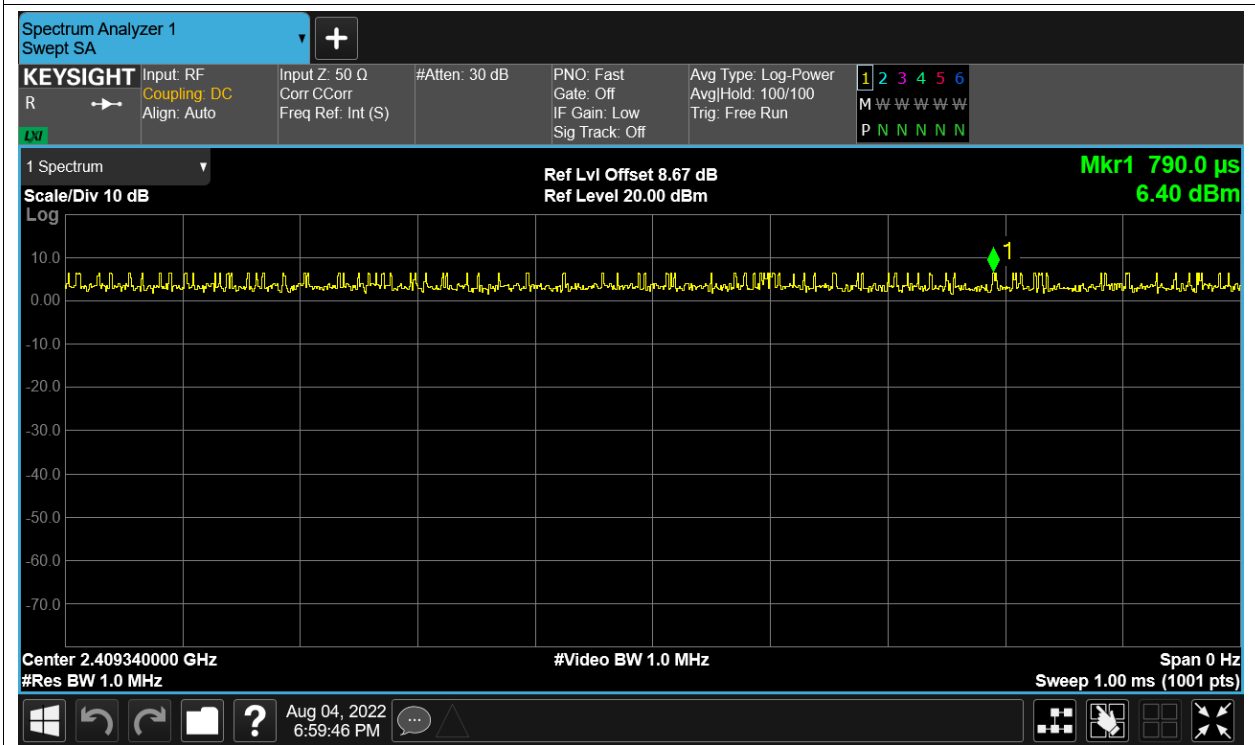 Spectrum Analyzer 1
Swept SA
KEYSIGHT
R
LXI
Input: RF
Coupling: DC
Align: Auto
Input Z: 50 Ω
Corr CCorr
Freq Ref: Int (S)
#Atten: 30 dB
PNO: Fast
Gate: Off
IF Gain: Low
Sig Track: Off
Avg Type: Log-Power
Avg|Hold: 100/100
Trig: Free Run
1 2 3 4 5 6
M W W W W W
P N N N N N
1 Spectrum
Scale/Div 10 dB
Ref Lvl Offset 8.67 dB
Ref Level 20.00 dBm
Mkr1 790.0 µs
6.40 dBm
Log
1
10.0
0.00
-10.0
-20.0
-30.0
-40.0
-50.0
-60.0
-70.0
Center 2.409340000 GHz
#Video BW 1.0 MHz
Span 0 Hz
#Res BW 1.0 MHz
Sweep 1.00 ms (1001 pts)
?
Aug 04, 2022
6:59:46 PM